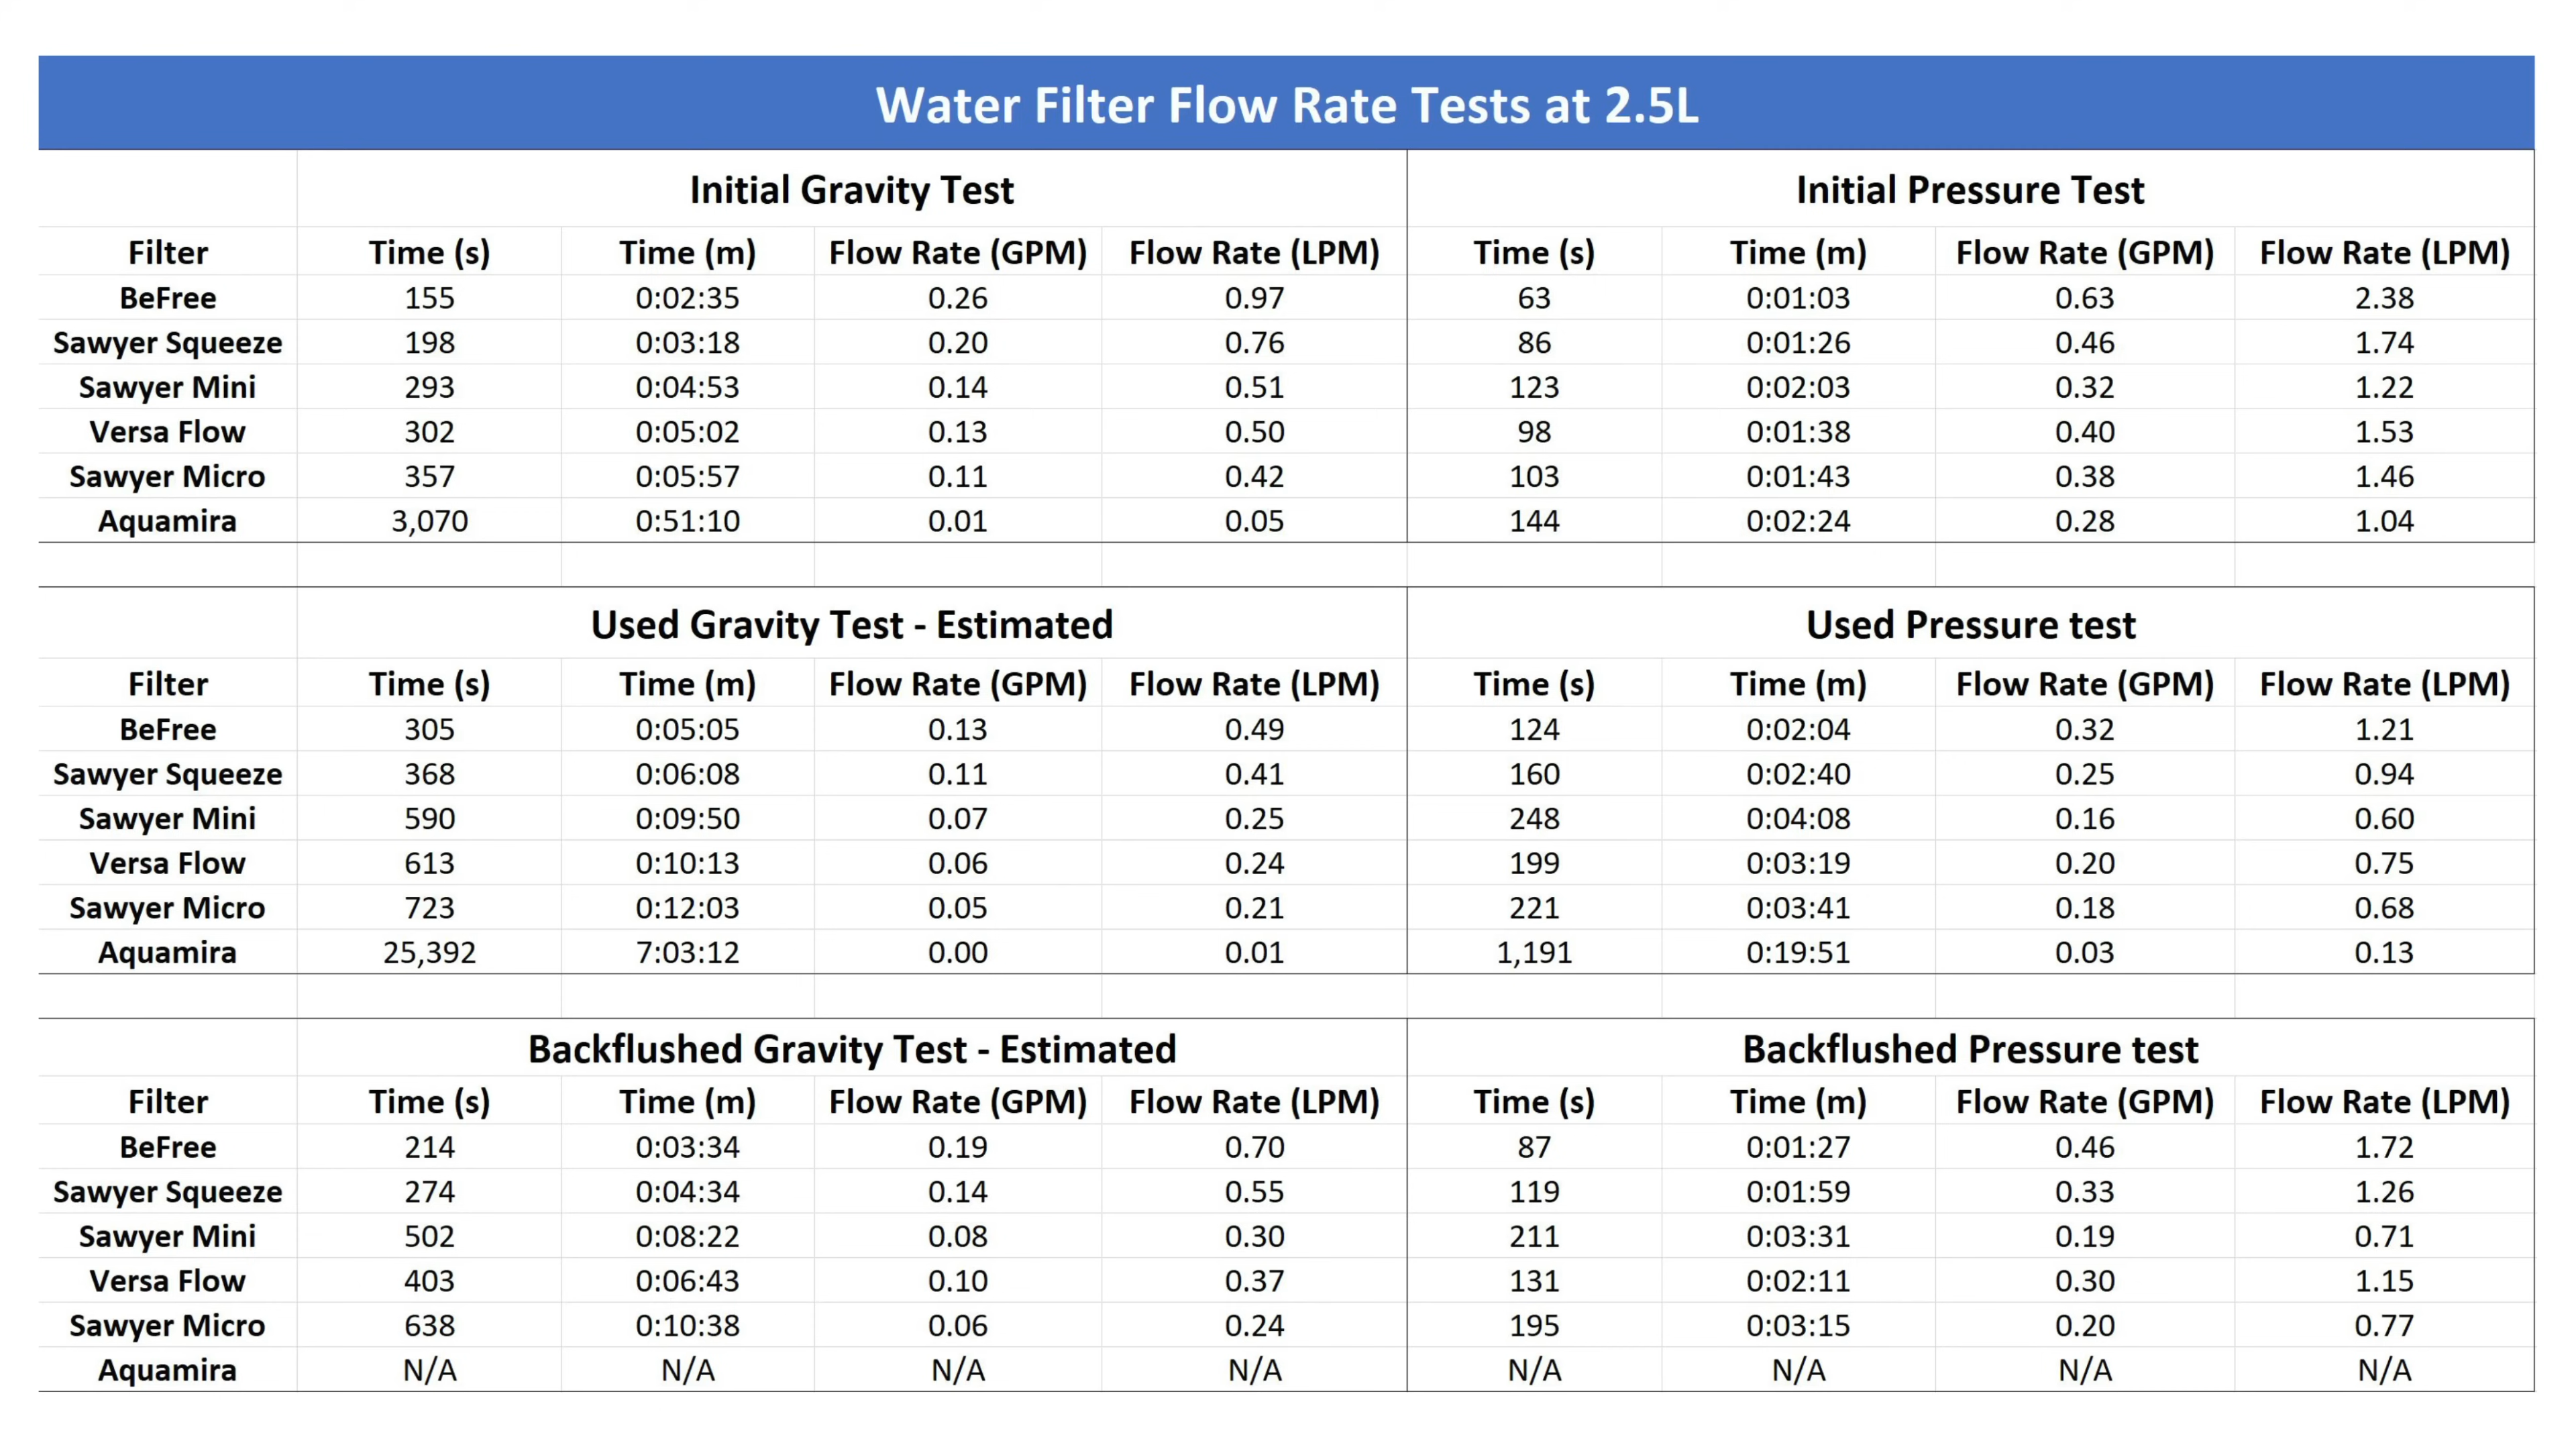 Water Filter Flow Rate Tests at 2.5L
Initial Gravity Test Initial Pressure Test
Filter Time (s) Time (m) Flow Rate (GPM) Flow Rate (LPM) Time (s) Time (m) Flow Rate (GPM) Flow Rate (LPM)
BeFree 155 0:02:35 0.26 0.97 63 0:01:03 0.63 2.38
Sawyer Squeeze 198 0:03:18 0.20 0.76 86 0:01:26 0.46 1.74
Sawyer Mini 293 0:04:53 0.14 0.51 123 0:02:03 0.32 1.22
Versa Flow 302 0:05:02 0.13 0.50 98 0:01:38 0.40 1.53
Sawyer Micro 357 0:05:57 0.11 0.42 103 0:01:43 0.38 1.46
Aquamira 3,070 0:51:10 0.01 0.05 144 0:02:24 0.28 1.04
Used Gravity Test - Estimated Used Pressure test
Filter Time (s) Time (m) Flow Rate (GPM) Flow Rate (LPM) Time (s) Time (m) Flow Rate (GPM) Flow Rate (LPM)
BeFree 305 0:05:05 0.13 0.49 124 0:02:04 0.32 1.21
Sawyer Squeeze 368 0:06:08 0.11 0.41 160 0:02:40 0.25 0.94
Sawyer Mini 590 0:09:50 0.07 0.25 248 0:04:08 0.16 0.60
Versa Flow 613 0:10:13 0.06 0.24 199 0:03:19 0.20 0.75
Sawyer Micro 723 0:12:03 0.05 0.21 221 0:03:41 0.18 0.68
Aquamira 25,392 7:03:12 0.00 0.01 1,191 0:19:51 0.03 0.13
Backflushed Gravity Test - Estimated Backflushed Pressure test
Filter Time (s) Time (m) Flow Rate (GPM) Flow Rate (LPM) Time (s) Time (m) Flow Rate (GPM) Flow Rate (LPM)
BeFree 214 0:03:34 0.19 0.70 87 0:01:27 0.46 1.72
Sawyer Squeeze 274 0:04:34 0.14 0.55 119 0:01:59 0.33 1.26
Sawyer Mini 502 0:08:22 0.08 0.30 211 0:03:31 0.19 0.71
Versa Flow 403 0:06:43 0.10 0.37 131 0:02:11 0.30 1.15
Sawyer Micro 638 0:10:38 0.06 0.24 195 0:03:15 0.20 0.77
Aquamira N/A N/A N/A N/A N/A N/A N/A N/A